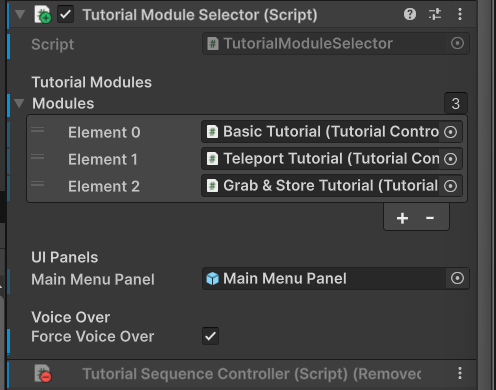 Tutorial Module Selector (Script)
Script TutorialModuleSelector
Tutorial Modules
Modules 3
Element 0 Basic Tutorial (Tutorial Contro
Element 1 Teleport Tutorial (Tutorial Con
Element 2 Grab & Store Tutorial (Tutorial
+ -
UI Panels
Main Menu Panel Main Menu Panel
Voice Over
Force Voice Over
Tutorial Sequence Controller (Script) (Removed